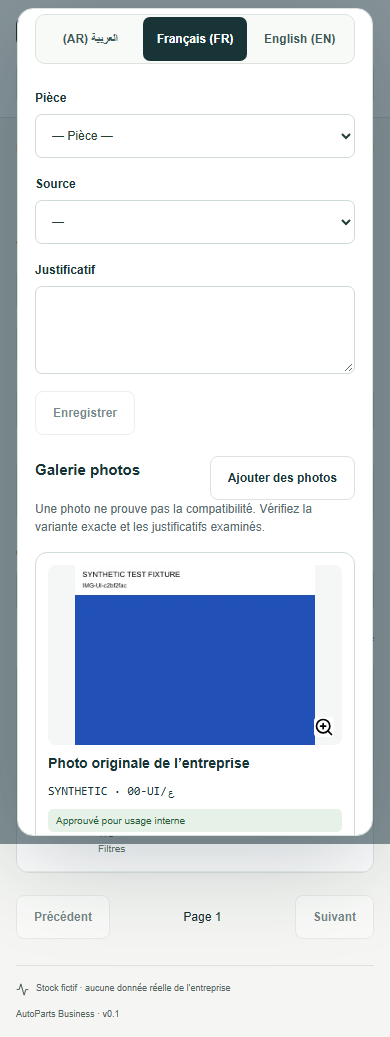 العربية (AR)
Français (FR)
English (EN)
Pièce
— Pièce —
Source
—
Justificatif
Enregistrer
Galerie photos
Ajouter des photos
Une photo ne prouve pas la compatibilité. Vérifiez la
variante exacte et les justificatifs examinés.
SYNTHETIC TEST FIXTURE
IMG-UI-c2bf2fac
Photo originale de l’entreprise
SYNTHETIC · 00-UI/ع
Approuvé pour usage interne
Filtres
Précédent
Page 1
Suivant
Stock fictif · aucune donnée réelle de l'entreprise
AutoParts Business · v0.1